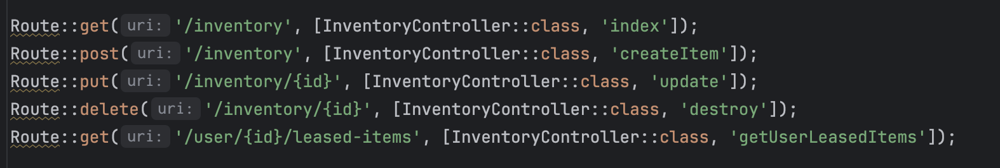 Route::get( uri: '/inventory', [InventoryController::class, 'index']);
Route::post( uri: '/inventory', [InventoryController::class, 'createItem']);
Route::put( uri: '/inventory/{id}', [InventoryController::class, 'update']);
Route::delete( uri: '/inventory/{id}', [InventoryController::class, 'destroy']);
Route::get( uri: '/user/{id}/leased-items', [InventoryController::class, 'getUserLeasedItems']);